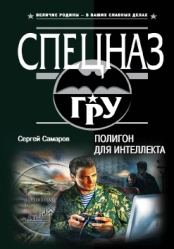 ВЕЛИЧИЕ РОДИНЫ – В ВАШИХ СЛАВНЫХ ДЕЛАХ
СПЕЦНАЗ
ГРУ
Сергей Самаров
ПОЛИГОН
ДЛЯ ИНТЕЛЛЕКТА